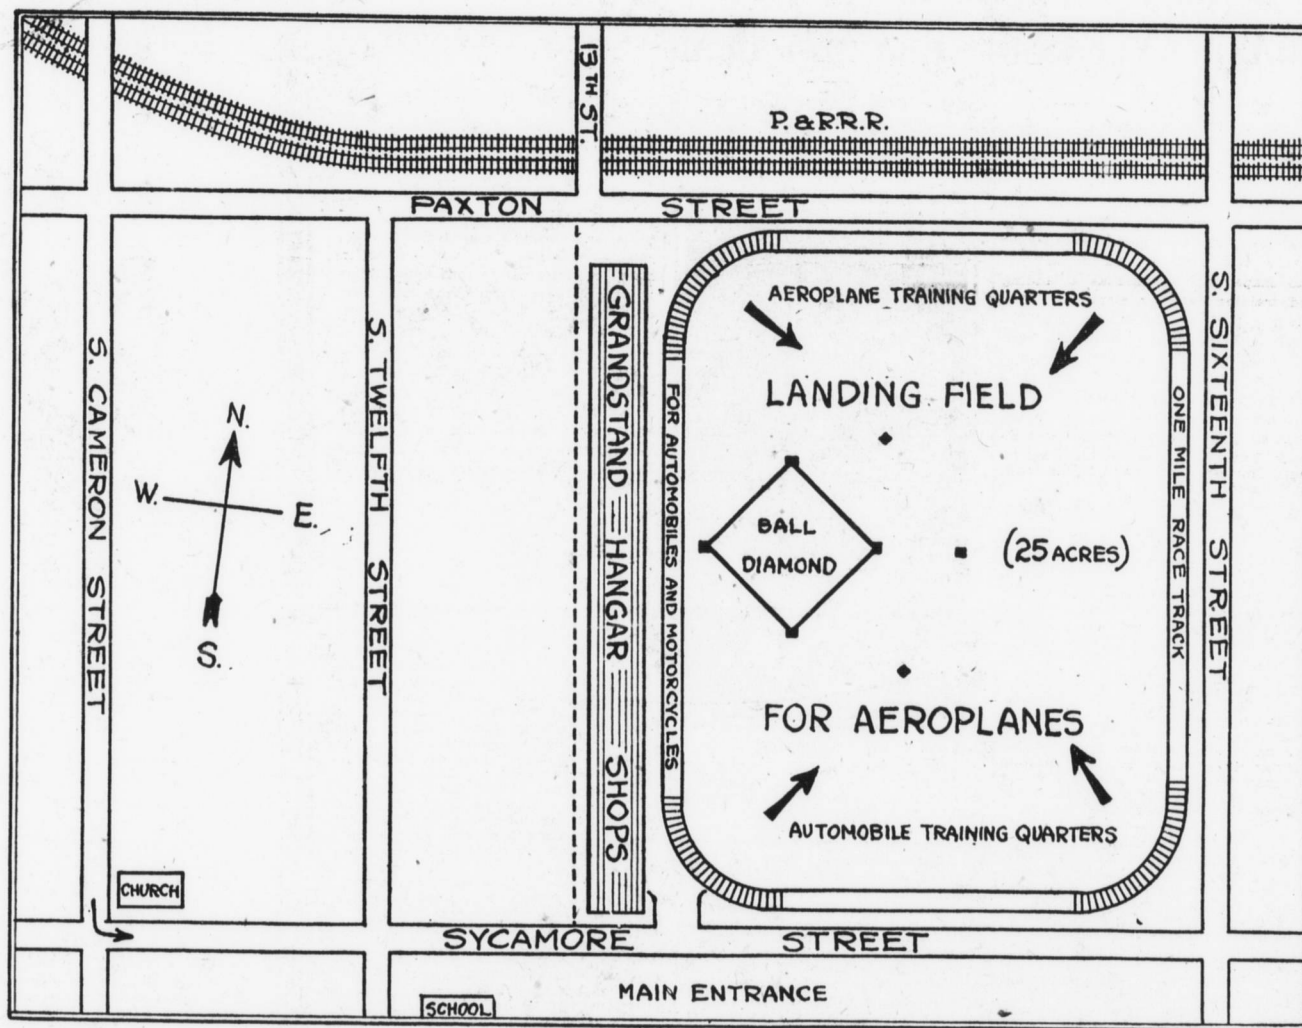 13TH ST.
P. & R.R.R.
PAXTON STREET
S. CAMERON STREET
N.
W.
E.
S.
S. TWELFTH STREET
GRANDSTAND HANGAR SHOPS
FOR AUTOMOBILES AND MOTORCYCLES
AEROPLANE TRAINING QUARTERS
LANDING FIELD
BALL
DIAMOND
(25 ACRES)
FOR AEROPLANES
AUTOMOBILE TRAINING QUARTERS
ONE MILE RACE TRACK
S. SIXTEENTH STREET
CHURCH
SYCAMORE STREET
MAIN ENTRANCE
SCHOOL